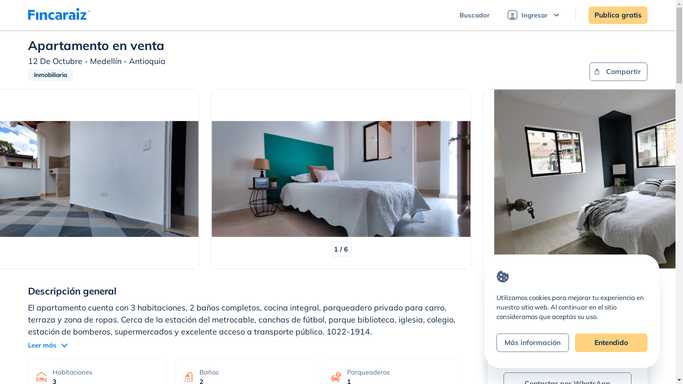 Fincaraiz
Buscador
Ingresar
Publica gratis
Apartamento en venta
12 De Octubre - Medellín - Antioquia
Inmobiliaria
Compartir
1 / 6
Descripción general
El apartamento cuenta con 3 habitaciones, 2 baños completos, cocina integral, parqueadero privado para carro,
terraza y zona de ropas. Cerca de la estación del metrocable, canchas de fútbol, parque biblioteca, iglesia, colegio,
estación de bomberos, supermercados y excelente acceso a transporte público. 1022-1914.
Leer más
Habitaciones
3
Baños
2
Parqueaderos
1
Utilizamos cookies para mejorar tu experiencia en
nuestro sitio web. Al continuar en el sitio
consideramos que aceptas su uso.
Más información
Entendido
Contactar por WhatsApp